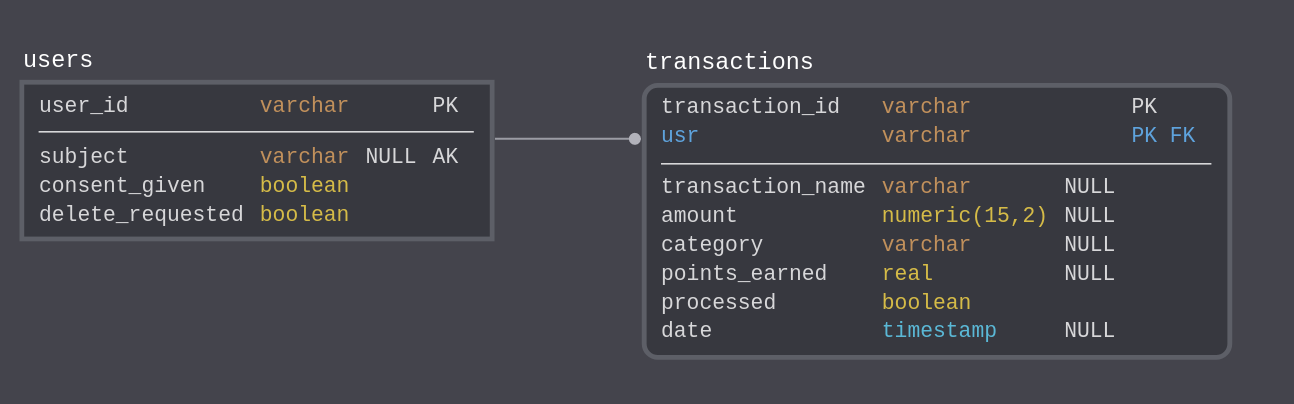 users
user_id varchar PK
subject varchar NULL AK
consent_given boolean
delete_requested boolean
transactions
transaction_id varchar PK
usr varchar PK FK
transaction_name varchar NULL
amount numeric(15,2) NULL
category varchar NULL
points_earned real NULL
processed boolean
date timestamp NULL